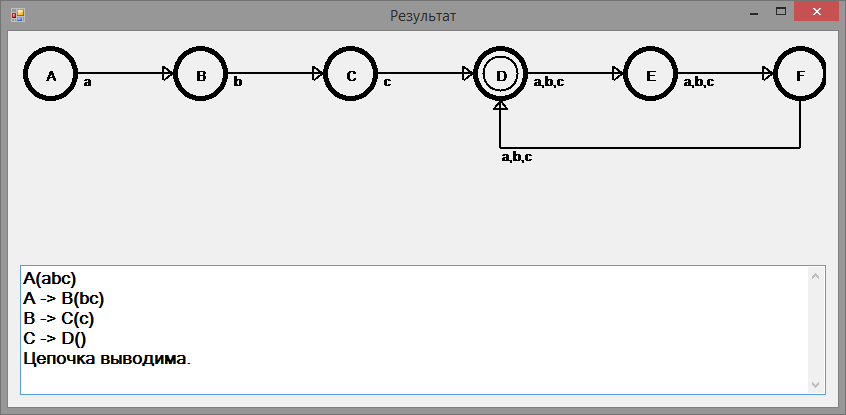 Результат
A B C D E F
a b c a,b,c a,b,c
a,b,c
A(abc)
A -> B(bc)
B -> C(c)
C -> D()
Цепочка выводима.